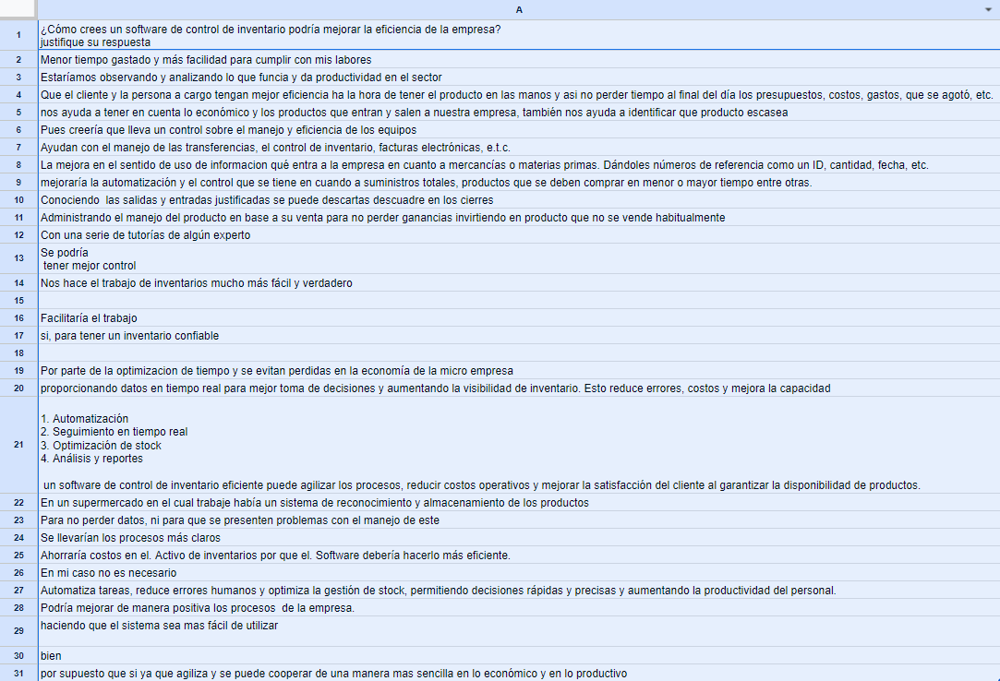 A
1 ¿Cómo crees un software de control de inventario podría mejorar la eficiencia de la empresa?
justifique su respuesta
2 Menor tiempo gastado y más facilidad para cumplir con mis labores
3 Estaríamos observando y analizando lo que funcia y da productividad en el sector
4 Que el cliente y la persona a cargo tengan mejor eficiencia ha la hora de tener el producto en las manos y asi no perder tiempo al final del día los presupuestos, costos, gastos, que se agotó, etc.
5 nos ayuda a tener en cuenta lo económico y los productos que entran y salen a nuestra empresa, también nos ayuda a identificar que producto escasea
6 Pues creería que lleva un control sobre el manejo y eficiencia de los equipos
7 Ayudan con el manejo de las transferencias, el control de inventario, facturas electrónicas, e.t.c.
8 La mejora en el sentido de uso de informacion qué entra a la empresa en cuanto a mercancías o materias primas. Dándoles números de referencia como un ID, cantidad, fecha, etc.
9 mejoraría la automatización y el control que se tiene en cuando a suministros totales, productos que se deben comprar en menor o mayor tiempo entre otras.
10 Conociendo las salidas y entradas justificadas se puede descartas descuadre en los cierres
11 Administrando el manejo del producto en base a su venta para no perder ganancias invirtiendo en producto que no se vende habitualmente
12 Con una serie de tutorías de algún experto
13 Se podría
tener mejor control
14 Nos hace el trabajo de inventarios mucho más fácil y verdadero
15
16 Facilitaría el trabajo
17 si, para tener un inventario confiable
18
19 Por parte de la optimizacion de tiempo y se evitan perdidas en la economía de la micro empresa
20 proporcionando datos en tiempo real para mejor toma de decisiones y aumentando la visibilidad de inventario. Esto reduce errores, costos y mejora la capacidad
21
1. Automatización
2. Seguimiento en tiempo real
3. Optimización de stock
4. Análisis y reportes
un software de control de inventario eficiente puede agilizar los procesos, reducir costos operativos y mejorar la satisfacción del cliente al garantizar la disponibilidad de productos.
22 En un supermercado en el cual trabaje había un sistema de reconocimiento y almacenamiento de los productos
23 Para no perder datos, ni para que se presenten problemas con el manejo de este
24 Se llevarían los procesos más claros
25 Ahorraría costos en el. Activo de inventarios por que el. Software debería hacerlo más eficiente.
26 En mi caso no es necesario
27 Automatiza tareas, reduce errores humanos y optimiza la gestión de stock, permitiendo decisiones rápidas y precisas y aumentando la productividad del personal.
28 Podría mejorar de manera positiva los procesos de la empresa.
29 haciendo que el sistema sea mas fácil de utilizar
30 bien
31 por supuesto que si ya que agiliza y se puede cooperar de una manera mas sencilla en lo económico y en lo productivo